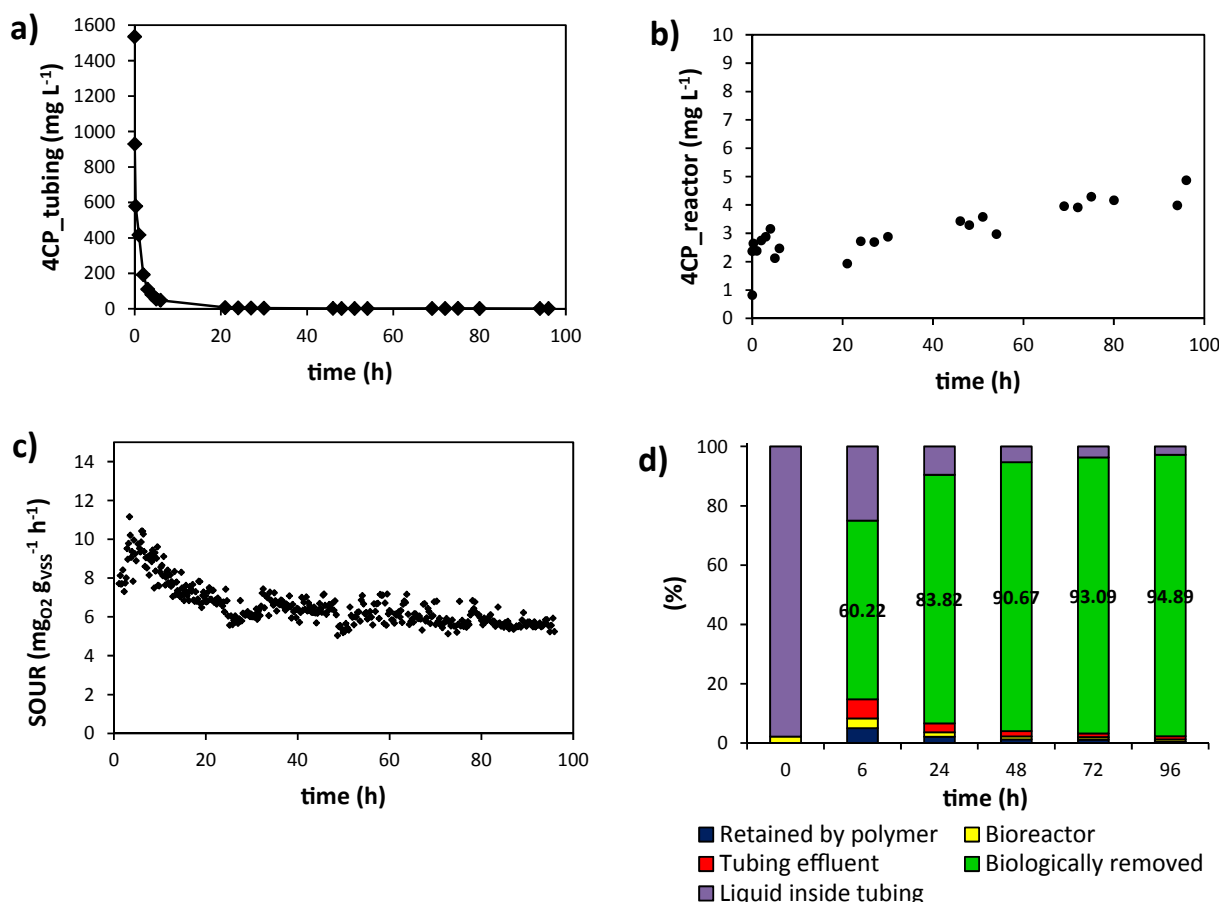 a)
4CP_tubing (mg L⁻¹)
1600
1400
1200
1000
800
600
400
200
0
0 20 40 60 80 100
time (h)
b)
4CP_reactor (mg L⁻¹)
10
9
8
7
6
5
4
3
2
1
0
0 20 40 60 80 100
time (h)
c)
SOUR (mgO2 gVSS⁻¹ h⁻¹)
14
12
10
8
6
4
2
0
0 20 40 60 80 100
time (h)
d)
(%)
100
80
60
40
20
0
60.22 83.82 90.67 93.09 94.89
0 6 24 48 72 96
time (h)
Retained by polymer Bioreactor
Tubing effluent Biologically removed
Liquid inside tubing